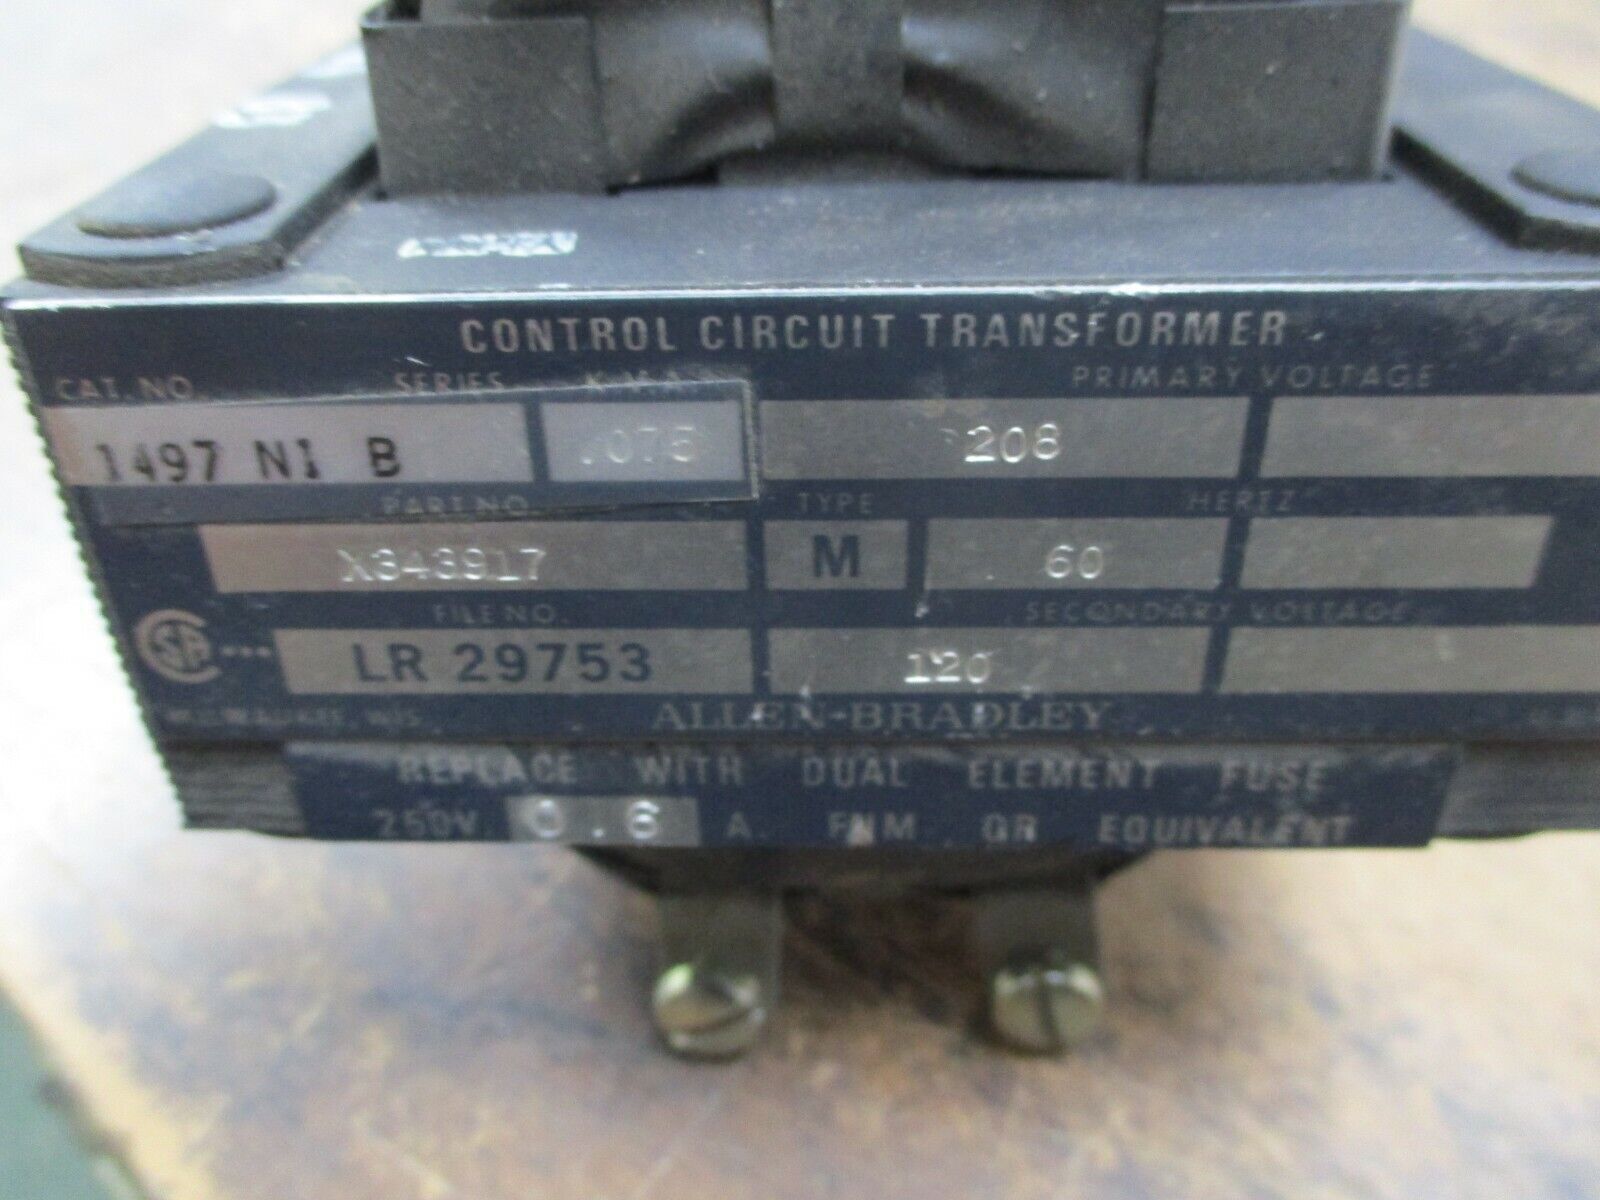 CONTROL CIRCUIT TRANSFORMER
CAT. NO. SERIES K.V.A. PRIMARY VOLTAGE
1497 N1 B .075 208
PART NO. TYPE HERTZ
X343917 M 60
FILE NO. SECONDARY VOLTAGE
LR 29753 120
MILWAUKEE, WIS. ALLEN-BRADLEY
REPLACE WITH DUAL ELEMENT FUSE
250V. 0.6 A. FNM OR EQUIVALENT